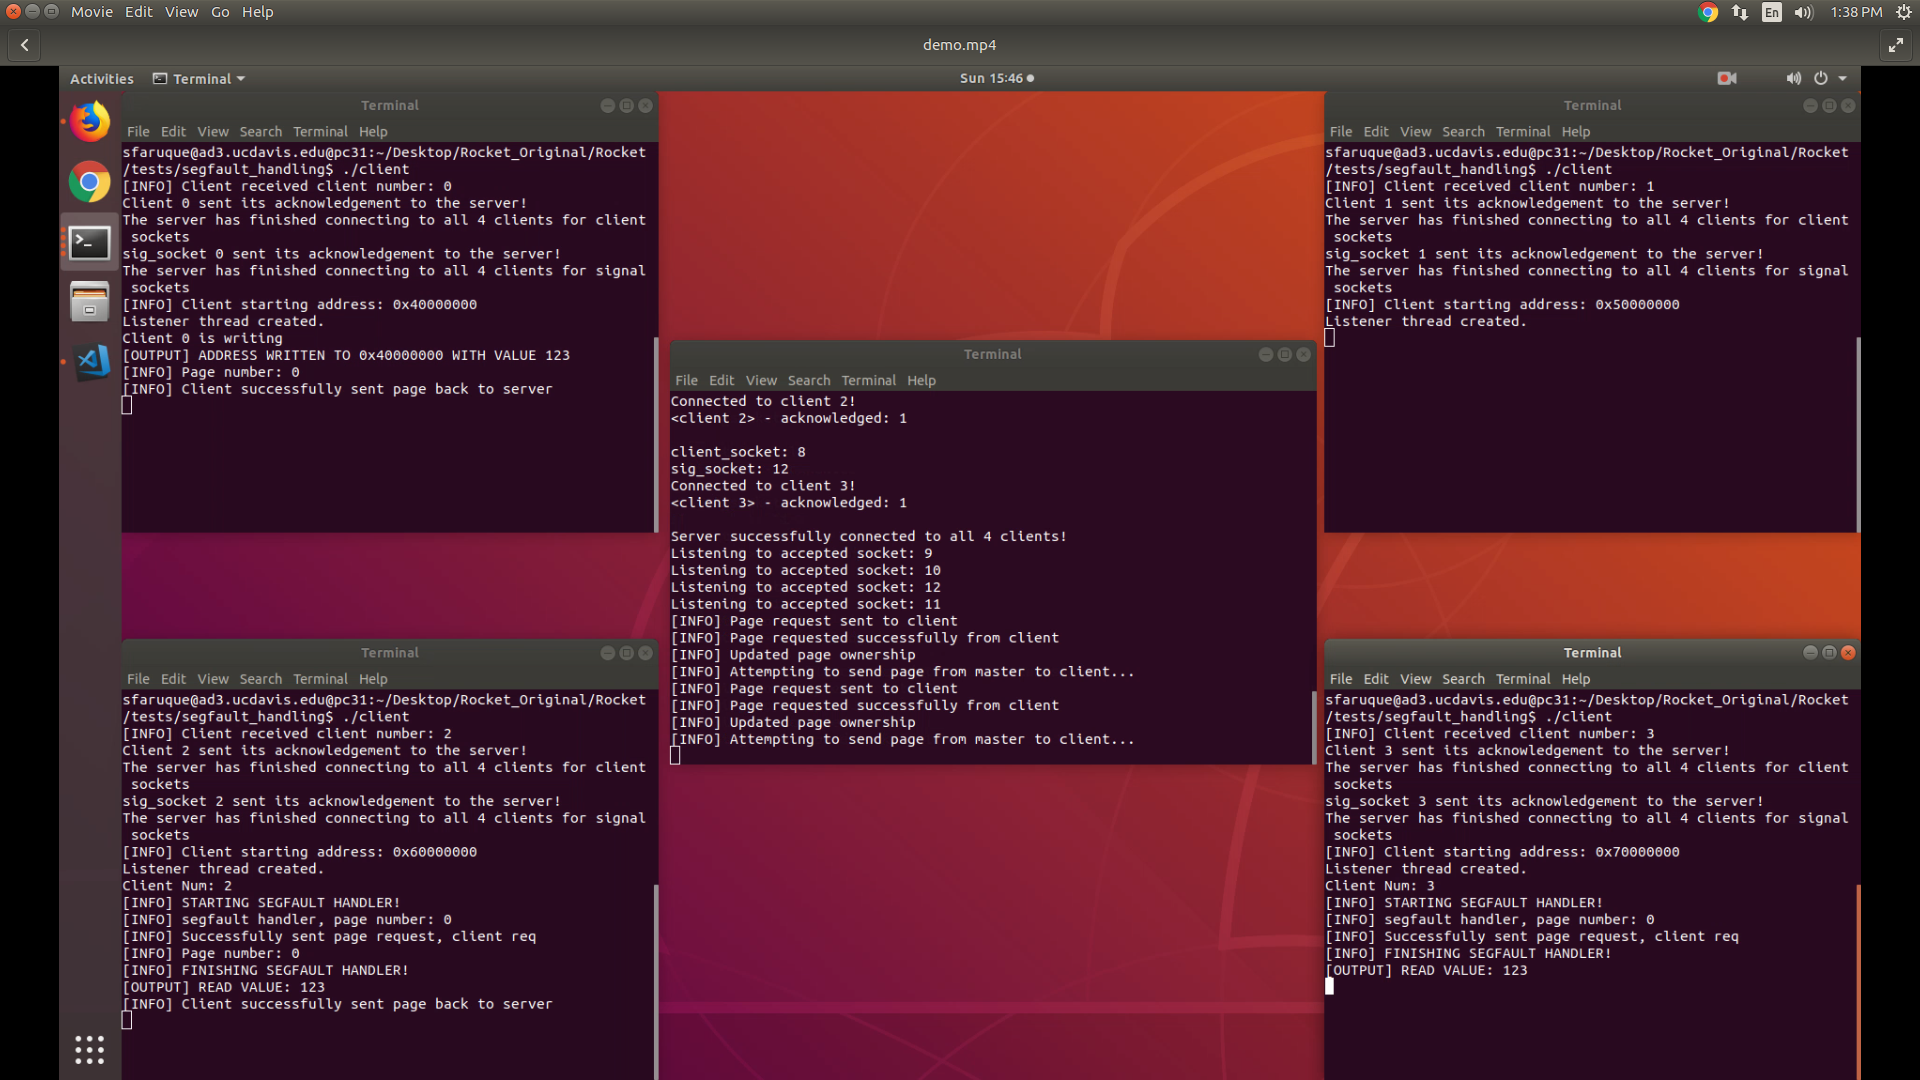 Movie Edit View Go Help
En 1:38 PM
demo.mp4
Activities Terminal
Sun 15:46
Terminal
File Edit View Search Terminal Help
sfaruque@ad3.ucdavis.edu@pc31:~/Desktop/Rocket_Original/Rocket
/tests/segfault_handling$ ./client
[INFO] Client received client number: 0
Client 0 sent its acknowledgement to the server!
The server has finished connecting to all 4 clients for client
sockets
sig_socket 0 sent its acknowledgement to the server!
The server has finished connecting to all 4 clients for signal
sockets
[INFO] Client starting address: 0x40000000
Listener thread created.
Client 0 is writing
[OUTPUT] ADDRESS WRITTEN TO 0x40000000 WITH VALUE 123
[INFO] Page number: 0
[INFO] Client successfully sent page back to server
Terminal
File Edit View Search Terminal Help
sfaruque@ad3.ucdavis.edu@pc31:~/Desktop/Rocket_Original/Rocket
/tests/segfault_handling$ ./client
[INFO] Client received client number: 1
Client 1 sent its acknowledgement to the server!
The server has finished connecting to all 4 clients for client
sockets
sig_socket 1 sent its acknowledgement to the server!
The server has finished connecting to all 4 clients for signal
sockets
[INFO] Client starting address: 0x50000000
Listener thread created.
Terminal
File Edit View Search Terminal Help
Connected to client 2!
<client 2> - acknowledged: 1
client_socket: 8
sig_socket: 12
Connected to client 3!
<client 3> - acknowledged: 1
Server successfully connected to all 4 clients!
Listening to accepted socket: 9
Listening to accepted socket: 10
Listening to accepted socket: 12
Listening to accepted socket: 11
[INFO] Page request sent to client
[INFO] Page requested successfully from client
[INFO] Updated page ownership
[INFO] Attempting to send page from master to client...
[INFO] Page request sent to client
[INFO] Page requested successfully from client
[INFO] Updated page ownership
[INFO] Attempting to send page from master to client...
Terminal
File Edit View Search Terminal Help
sfaruque@ad3.ucdavis.edu@pc31:~/Desktop/Rocket_Original/Rocket
/tests/segfault_handling$ ./client
[INFO] Client received client number: 2
Client 2 sent its acknowledgement to the server!
The server has finished connecting to all 4 clients for client
sockets
sig_socket 2 sent its acknowledgement to the server!
The server has finished connecting to all 4 clients for signal
sockets
[INFO] Client starting address: 0x60000000
Listener thread created.
Client Num: 2
[INFO] STARTING SEGFAULT HANDLER!
[INFO] segfault handler, page number: 0
[INFO] Successfully sent page request, client req
[INFO] Page number: 0
[INFO] FINISHING SEGFAULT HANDLER!
[OUTPUT] READ VALUE: 123
[INFO] Client successfully sent page back to server
Terminal
File Edit View Search Terminal Help
sfaruque@ad3.ucdavis.edu@pc31:~/Desktop/Rocket_Original/Rocket
/tests/segfault_handling$ ./client
[INFO] Client received client number: 3
Client 3 sent its acknowledgement to the server!
The server has finished connecting to all 4 clients for client
sockets
sig_socket 3 sent its acknowledgement to the server!
The server has finished connecting to all 4 clients for signal
sockets
[INFO] Client starting address: 0x70000000
Listener thread created.
Client Num: 3
[INFO] STARTING SEGFAULT HANDLER!
[INFO] segfault handler, page number: 0
[INFO] Successfully sent page request, client req
[INFO] FINISHING SEGFAULT HANDLER!
[OUTPUT] READ VALUE: 123